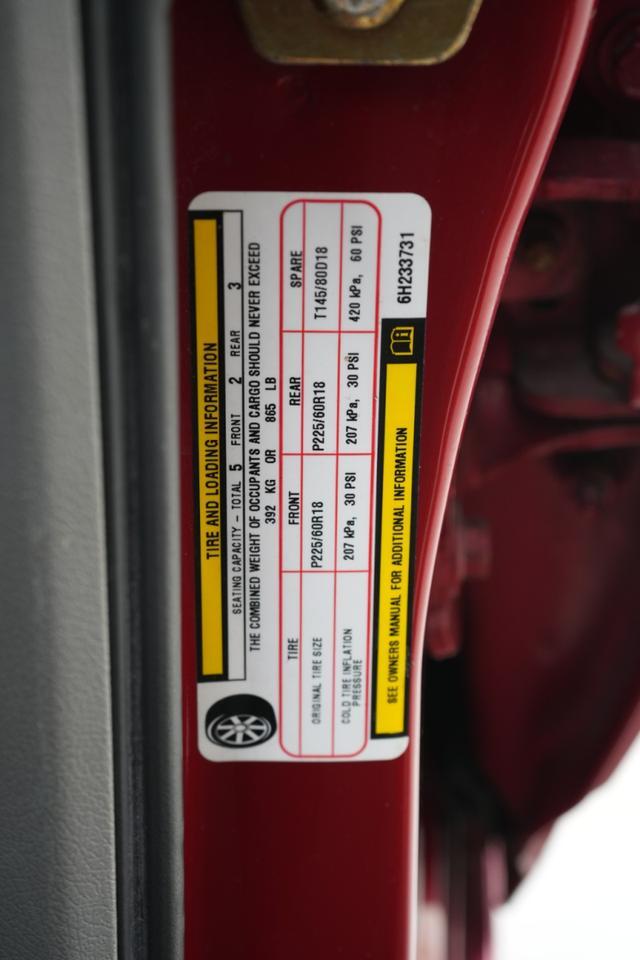 TIRE AND LOADING INFORMATION
SEATING CAPACITY – TOTAL 5 FRONT 2 REAR 3
THE COMBINED WEIGHT OF OCCUPANTS AND CARGO SHOULD NEVER EXCEED
392 KG OR 865 LB
TIRE FRONT REAR SPARE
ORIGINAL TIRE SIZE P225/60R18 P225/60R18 T145/80D18
COLD TIRE INFLATION PRESSURE 207 kPa, 30 PSI 207 kPa, 30 PSI 420 kPa, 60 PSI
SEE OWNERS MANUAL FOR ADDITIONAL INFORMATION
6H233731